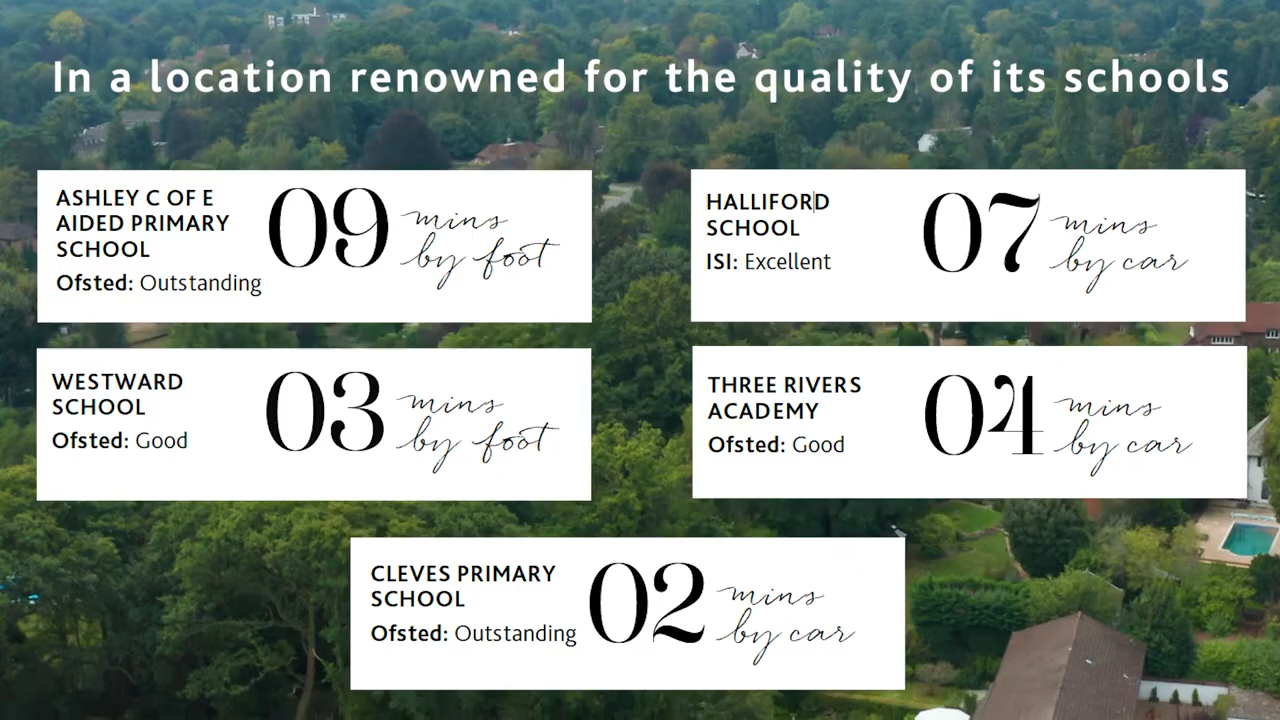 In a location renowned for the quality of its schools
ASHLEY C OF E
AIDED PRIMARY
SCHOOL
Ofsted: Outstanding
09 mins
by foot
HALLIFORD
SCHOOL
ISI: Excellent
07 mins
by car
WESTWARD
SCHOOL
Ofsted: Good
03 mins
by foot
THREE RIVERS
ACADEMY
Ofsted: Good
04 mins
by car
CLEVES PRIMARY
SCHOOL
Ofsted: Outstanding
02 mins
by car